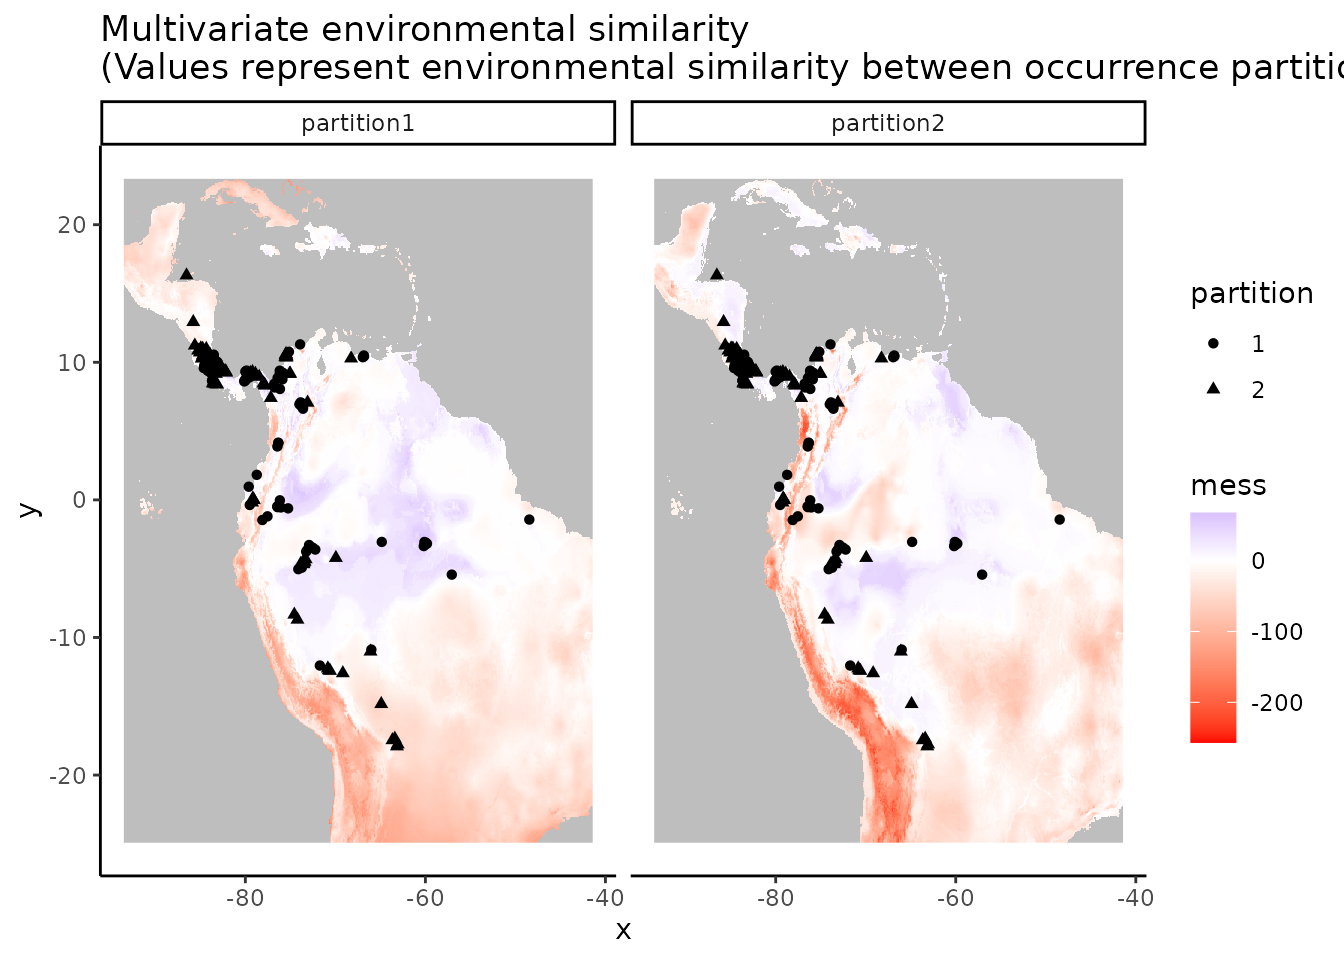 Multivariate environmental similarity
(Values represent environmental similarity between occurrence partitic
partition1
partition2
20
10
0
-10
-20
y
-80
-60
-40
-80
-60
-40
x
partition
1
2
mess
0
-100
-200